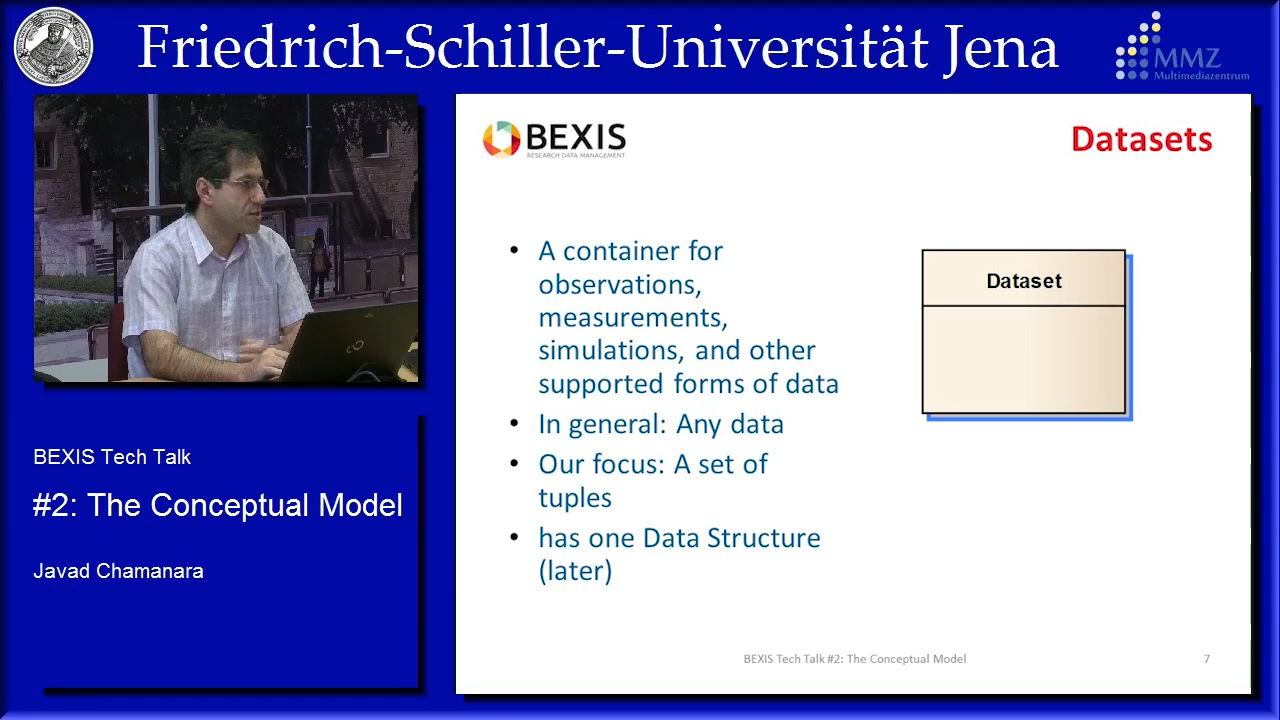 Friedrich-Schiller-Universität Jena
MMZ
Multimediazentrum
BEXIS Tech Talk
#2: The Conceptual Model
Javad Chamanara
BEXIS
RESEARCH DATA MANAGEMENT
Datasets
• A container for
observations,
measurements,
simulations, and other
supported forms of data
• In general: Any data
• Our focus: A set of
tuples
• has one Data Structure
(later)
Dataset
BEXIS Tech Talk #2: The Conceptual Model
7